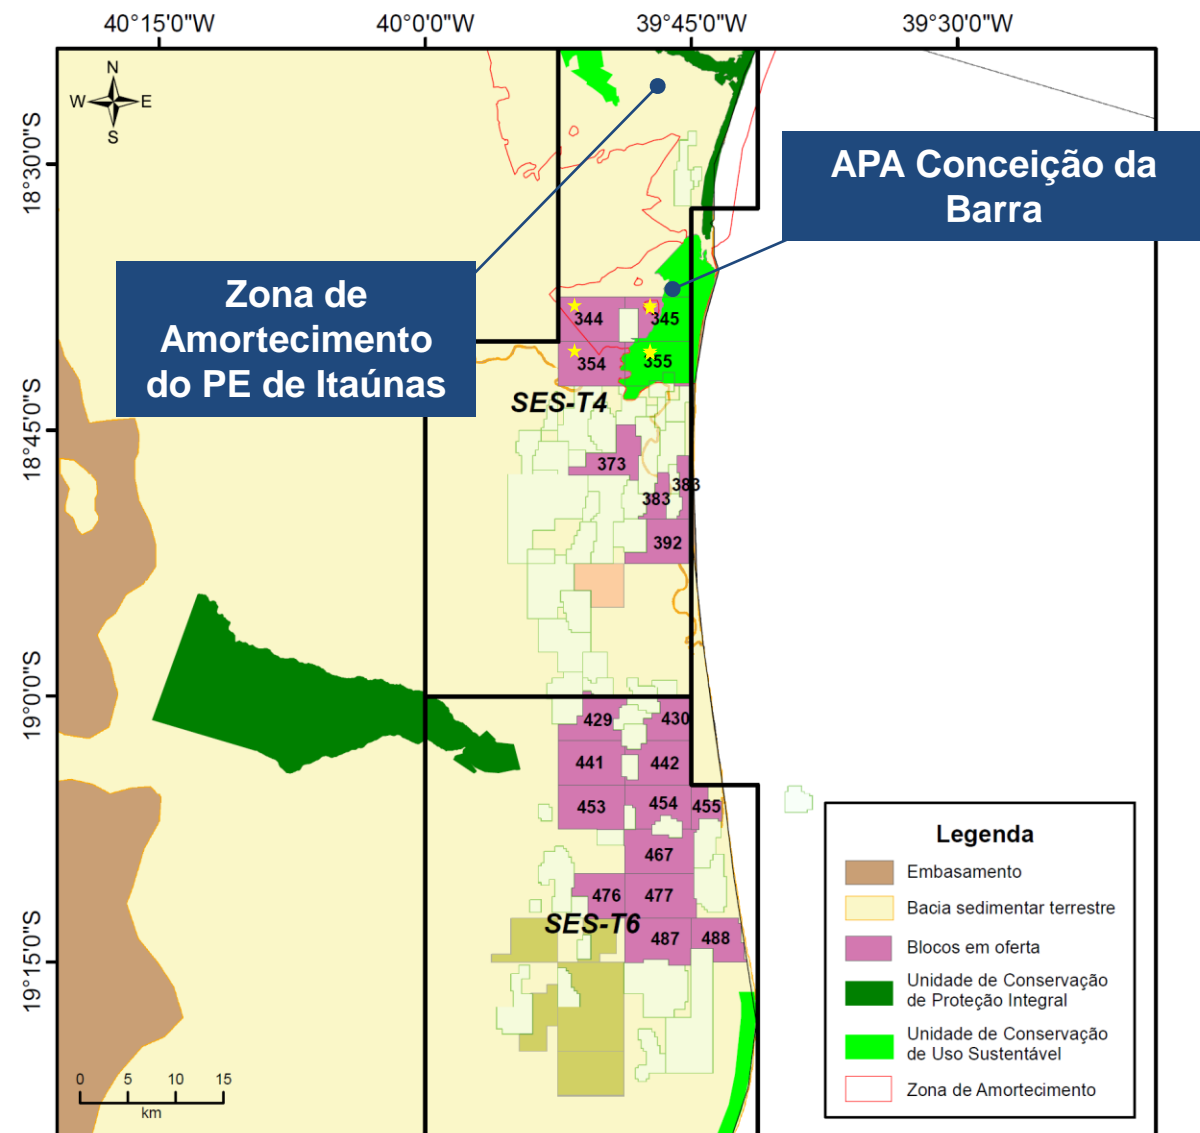 40°15'0"W
40°0'0"W
39°45'0"W
39°30'0"W
N
W
E
S
18°30'0"S
18°45'0"S
19°0'0"S
19°15'0"S
APA Conceição da
Barra
Zona de
Amortecimento
do PE de Itaúnas
344
345
354
355
SES-T4
373
383
383
392
429
430
441
442
453
454
455
467
476
477
SES-T6
487
488
Legenda
Embasamento
Bacia sedimentar terrestre
Blocos em oferta
Unidade de Conservação
de Proteção Integral
Unidade de Conservação
de Uso Sustentável
Zona de Amortecimento
0 5 10 15
km